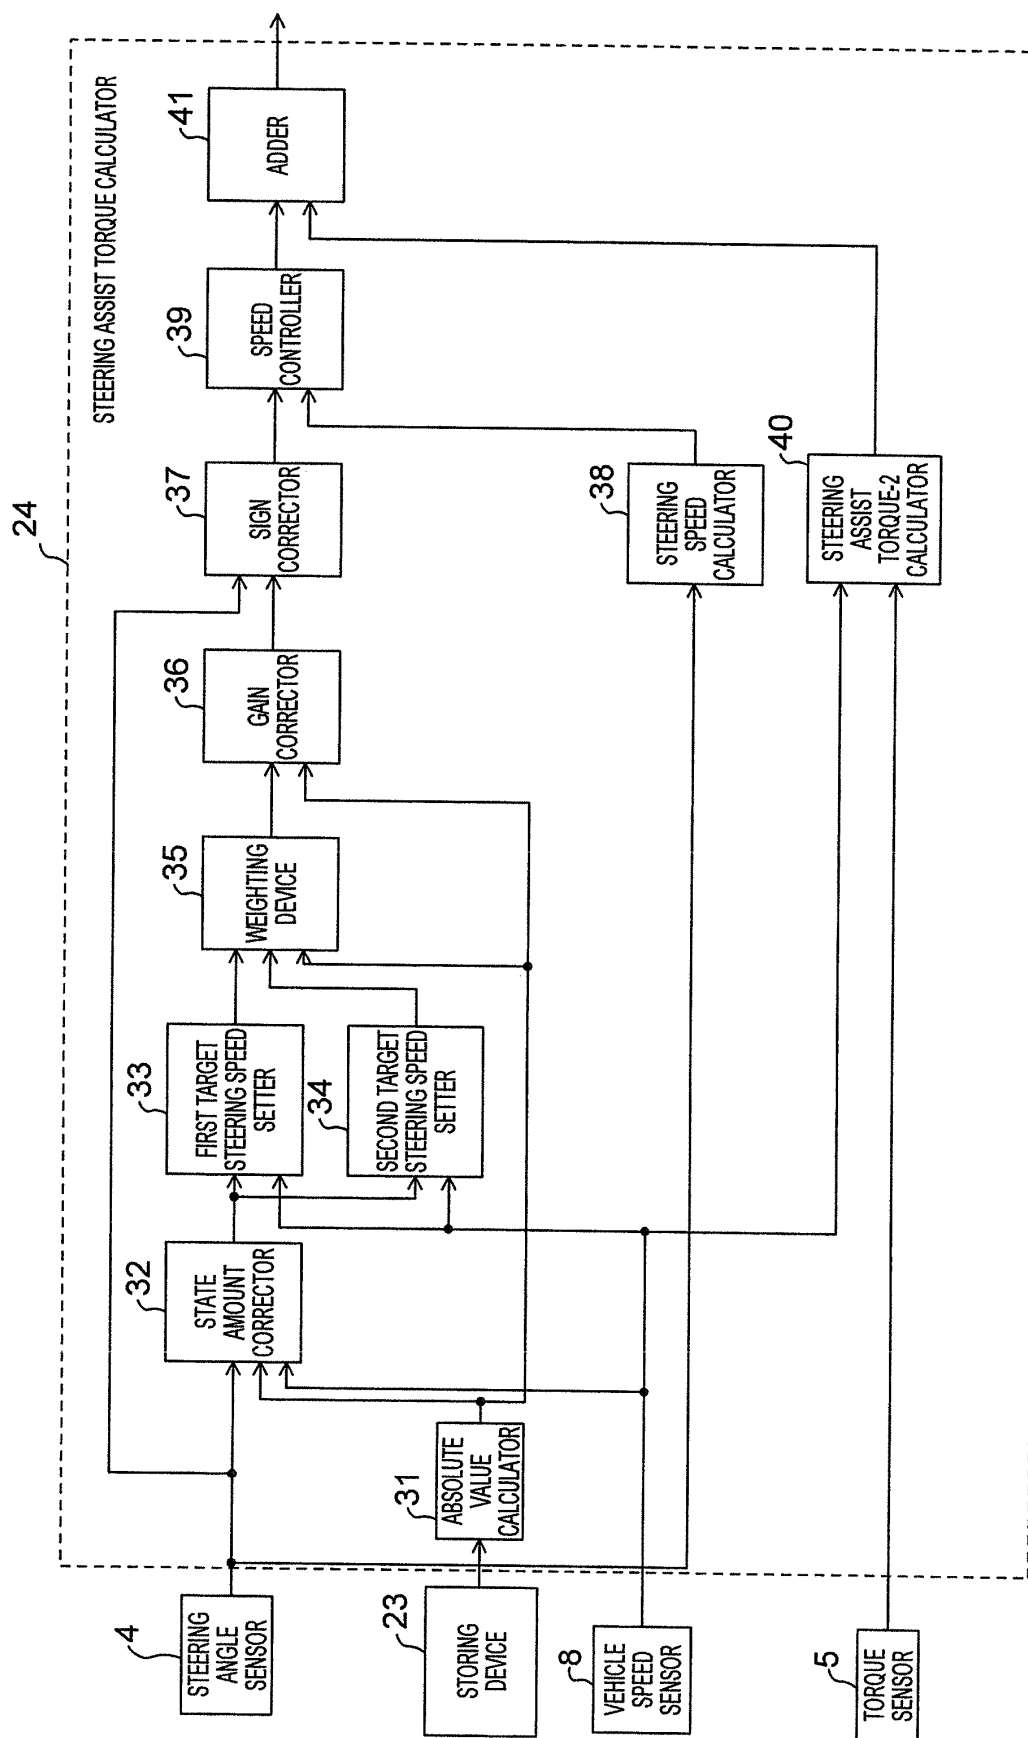 24
STEERING ASSIST TORQUE CALCULATOR
4
STEERING
ANGLE
SENSOR
23
STORING
DEVICE
8
VEHICLE
SPEED
SENSOR
5
TORQUE
SENSOR
31
ABSOLUTE
VALUE
CALCULATOR
32
STATE
AMOUNT
CORRECTOR
33
FIRST TARGET
STEERING SPEED
SETTER
34
SECOND TARGET
STEERING SPEED
SETTER
35
WEIGHTING
DEVICE
36
GAIN
CORRECTOR
37
SIGN
CORRECTOR
38
STEERING
SPEED
CALCULATOR
39
SPEED
CONTROLLER
40
STEERING
ASSIST
TORQUE-2
CALCULATOR
41
ADDER